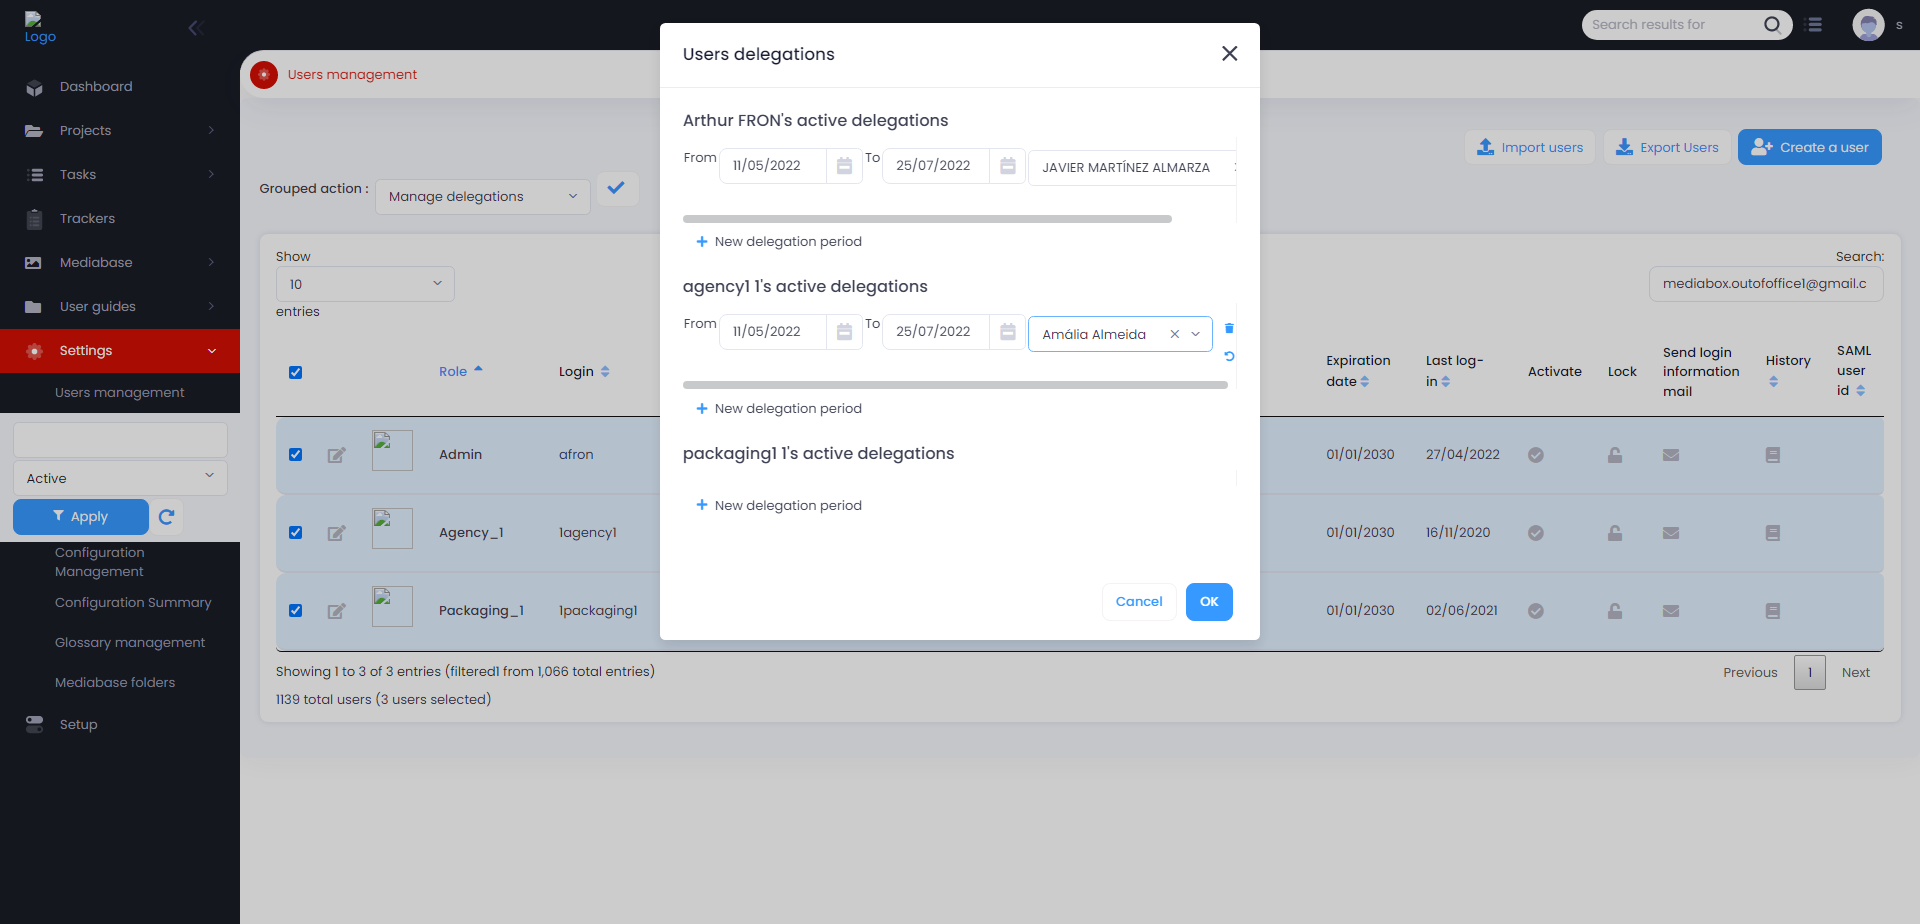 Logo
Search results for
s
Dashboard
Projects
Tasks
Trackers
Mediabase
User guides
Settings
Users management
Active
Apply
Configuration
Management
Configuration Summary
Glossary management
Mediabase folders
Setup
Users management
Import users
Export Users
Create a user
Grouped action :
Manage delegations
Show
10
entries
Search:
mediabox.outofoffice1@gmail.c
Role
Login
Expiration
date
Last log-
in
Activate
Lock
Send login
information
mail
History
SAML
user
id
Admin
afron
01/01/2030
27/04/2022
Agency_1
1agency1
01/01/2030
16/11/2020
Packaging_1
1packaging1
01/01/2030
02/06/2021
Showing 1 to 3 of 3 entries (filtered1 from 1,066 total entries)
1139 total users (3 users selected)
Previous
1
Next
Users delegations
Arthur FRON's active delegations
From
11/05/2022
To
25/07/2022
JAVIER MARTÍNEZ ALMARZA
New delegation period
agency1 1's active delegations
From
11/05/2022
To
25/07/2022
Amália Almeida
New delegation period
packaging1 1's active delegations
New delegation period
Cancel
OK